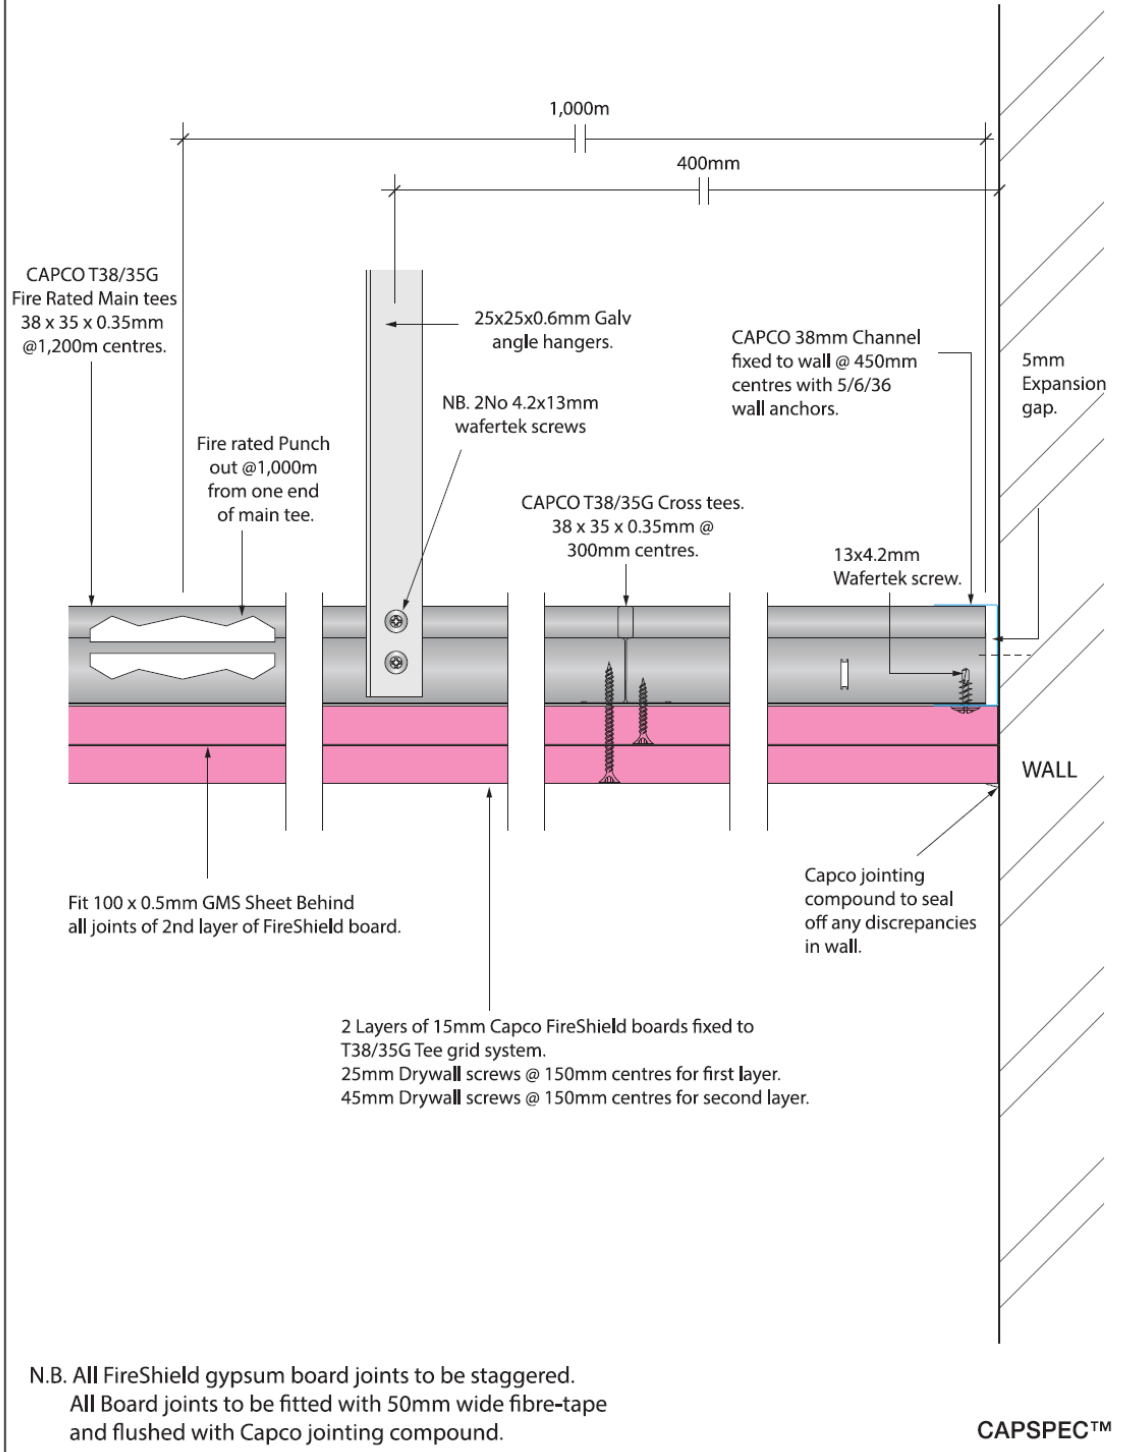 1,000m
400mm
CAPCO T38/35G
Fire Rated Main tees
38 x 35 x 0.35mm
@1,200m centres.
25x25x0.6mm Galv
angle hangers.
CAPCO 38mm Channel
fixed to wall @ 450mm
centres with 5/6/36
wall anchors.
5mm
Expansion
gap.
NB. 2No 4.2x13mm
wafertek screws
Fire rated Punch
out @1,000m
from one end
of main tee.
CAPCO T38/35G Cross tees.
38 x 35 x 0.35mm @
300mm centres.
13x4.2mm
Wafertek screw.
WALL
Fit 100 x 0.5mm GMS Sheet Behind
all joints of 2nd layer of FireShield board.
Capco jointing
compound to seal
off any discrepancies
in wall.
2 Layers of 15mm Capco FireShield boards fixed to
T38/35G Tee grid system.
25mm Drywall screws @ 150mm centres for first layer.
45mm Drywall screws @ 150mm centres for second layer.
N.B. All FireShield gypsum board joints to be staggered.
All Board joints to be fitted with 50mm wide fibre-tape
and flushed with Capco jointing compound.
CAPSPEC™